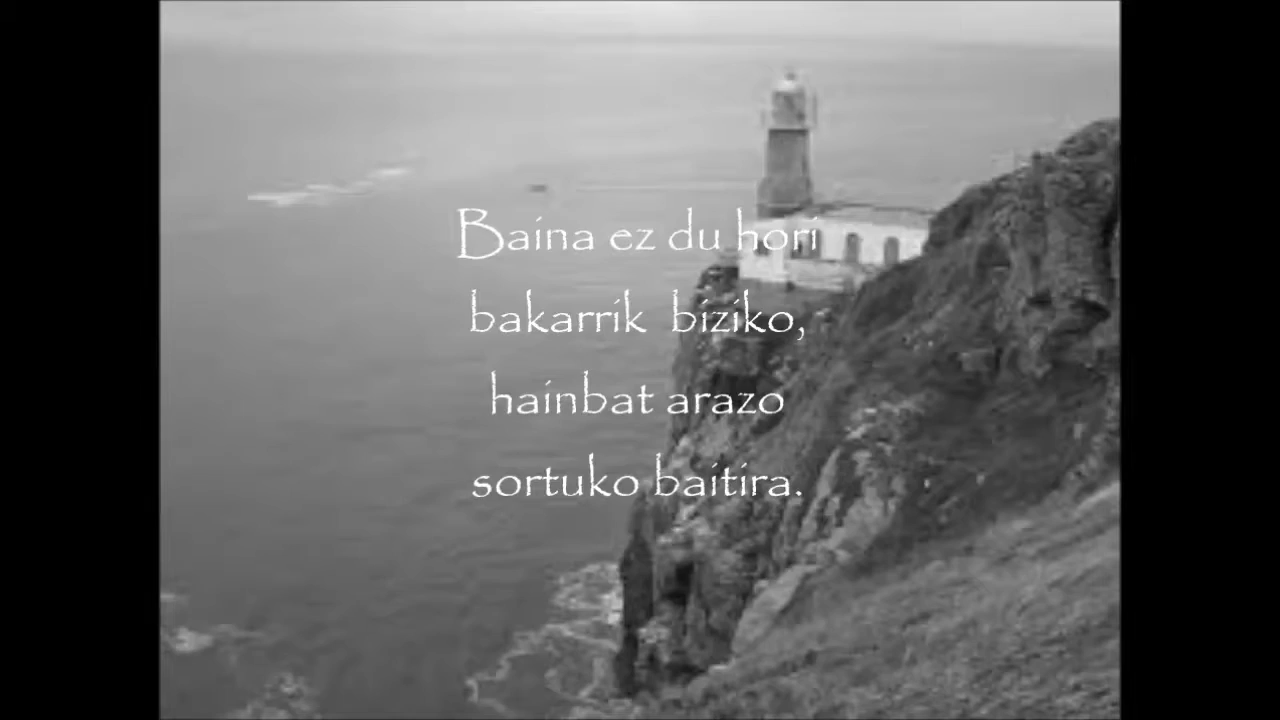 Baina ez du hori
bakarrik biziko,
hainbat arazo
sortuko baitira.